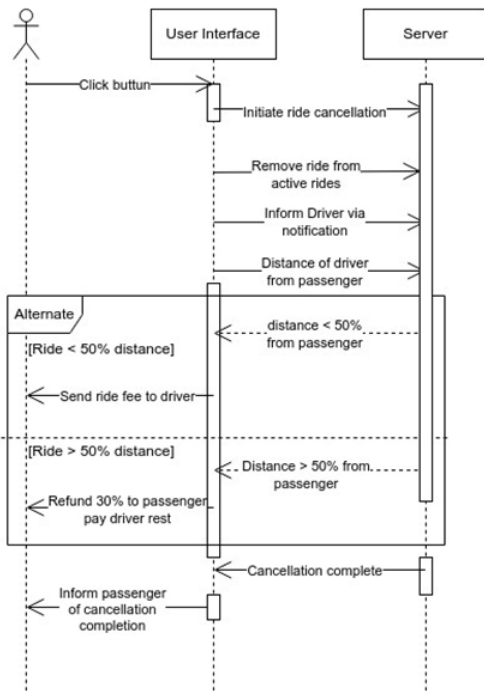 User Interface
Server
Click buttun
Initiate ride cancellation
Remove ride from
active rides
Inform Driver via
notification
Distance of driver
from passenger
Alternate
distance < 50%
from passenger
[Ride < 50% distance]
Send ride fee to driver
[Ride > 50% distance]
Distance > 50% from
passenger
Refund 30% to passenger
pay driver rest
Cancellation complete
Inform passenger
of cancellation
completion